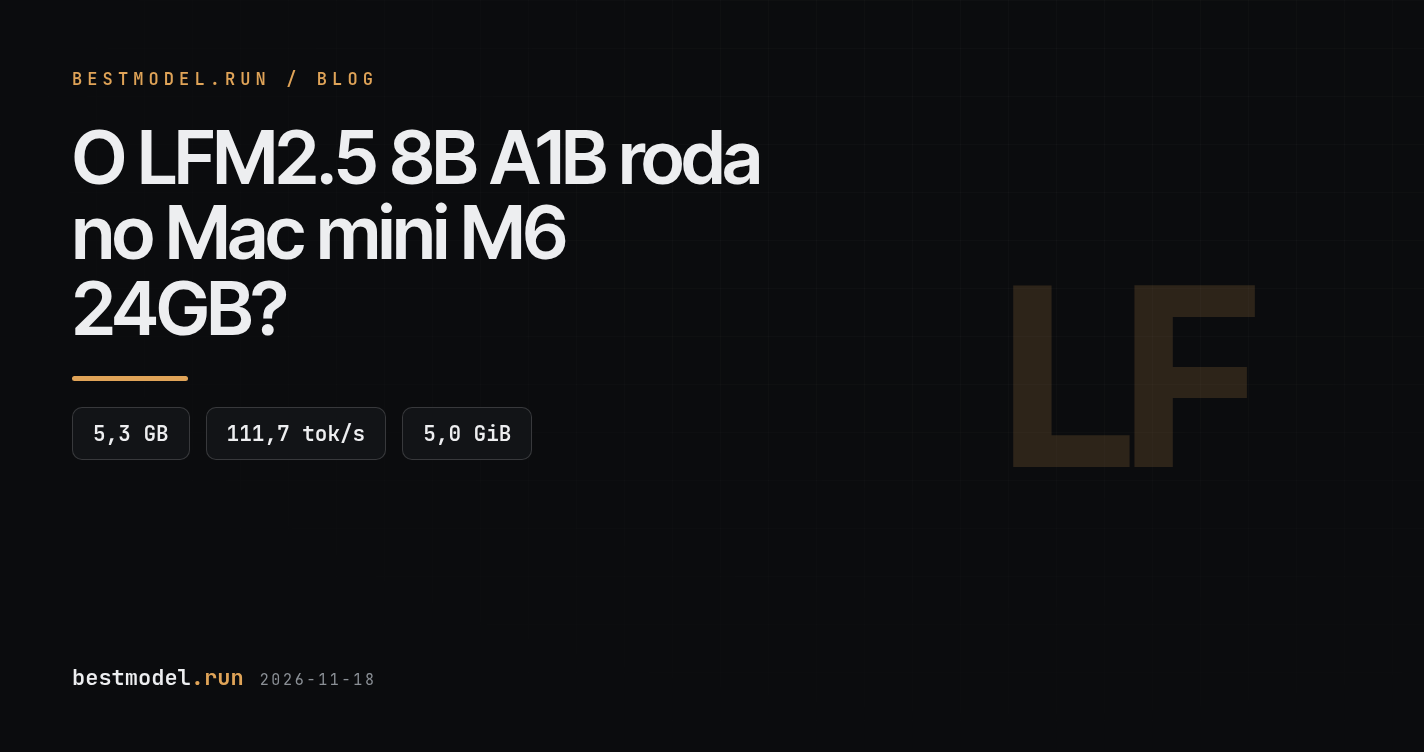 BESTMODEL.RUN / BLOG
O LFM2.5 8B A1B roda
no Mac mini M6
24GB?
5,3 GB
111,7 tok/s
5,0 GiB
LF
bestmodel.run 2026-11-18